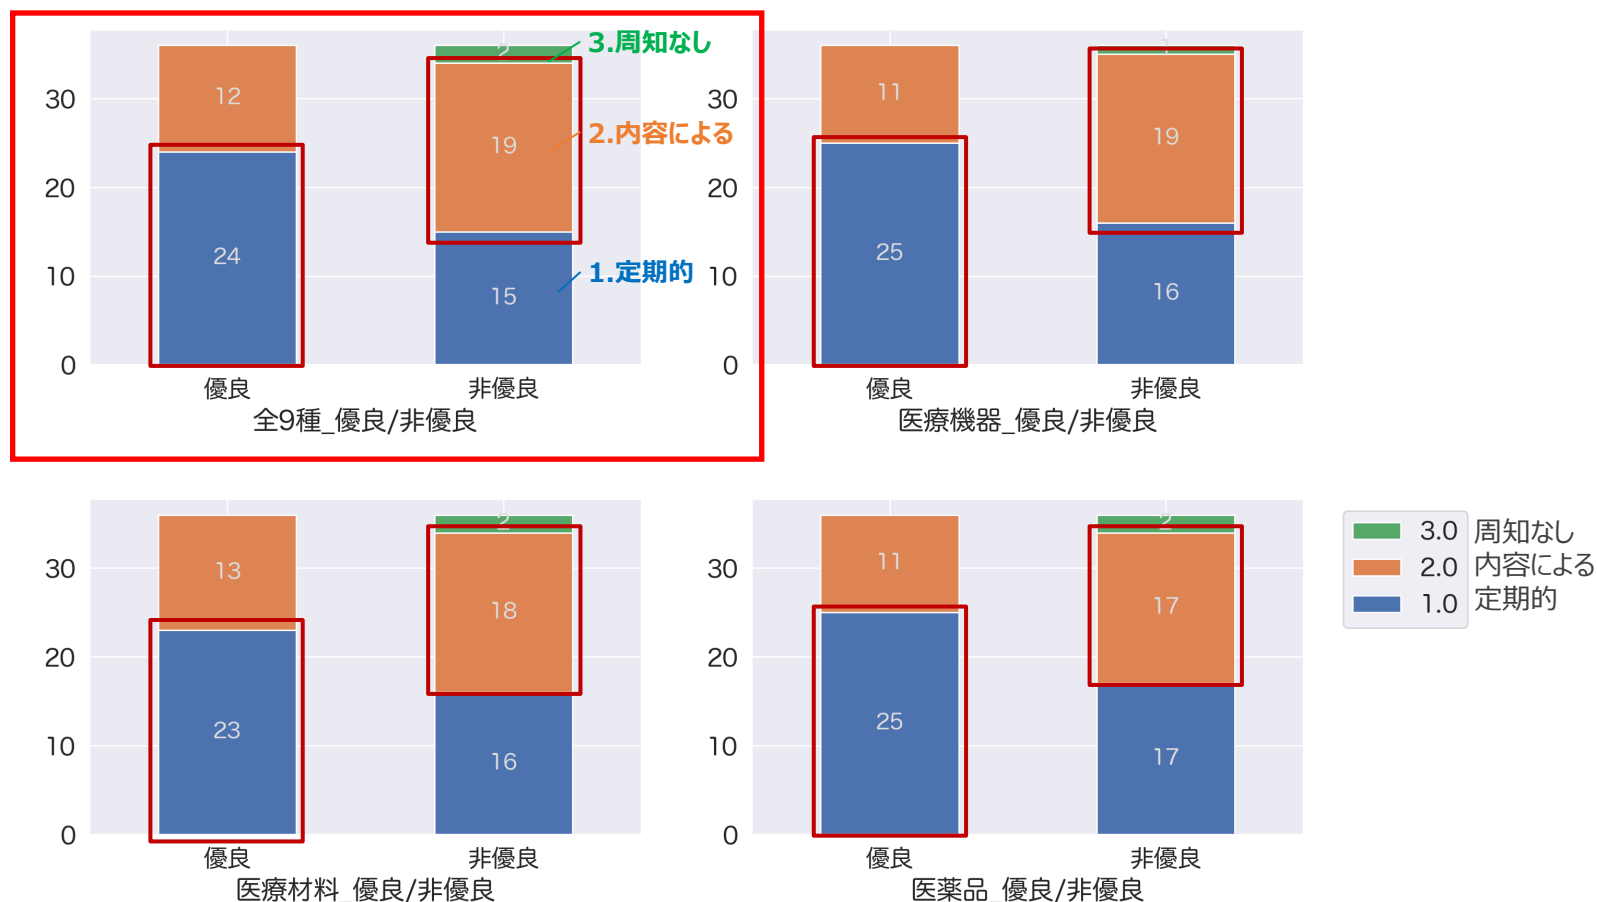 30
20
10
0
12
24
2
19
15
3.周知なし
2.内容による
1.定期的
優良
非優良
全9種_優良/非優良
30
20
10
0
11
25
1
19
16
優良
非優良
医療機器_優良/非優良
30
20
10
0
13
23
2
18
16
優良
非優良
医療材料_優良/非優良
30
20
10
0
11
25
2
17
17
優良
非優良
医薬品_優良/非優良
3.0 周知なし
2.0 内容による
1.0 定期的